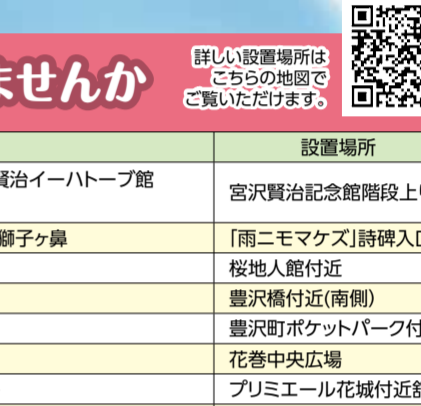 ませんか
詳しい設置場所は
こちらの地図で
ご覧いただけます。
設置場所
賢治イーハトーブ館
宮沢賢治記念館階段上り
獅子ヶ鼻
「雨ニモマケズ」詩碑入口
桜地人館付近
豊沢橋付近(南側)
豊沢町ポケットパーク付
花巻中央広場
プリミエール花城付近